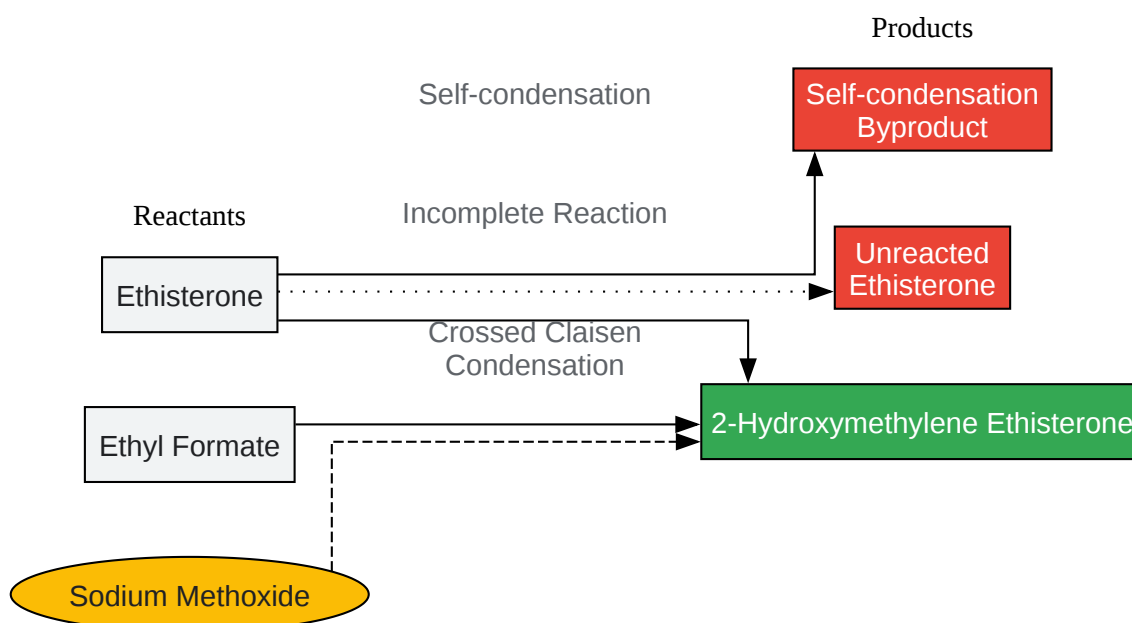 Products
Self-condensation
Self-condensation
Byproduct
Reactants
Incomplete Reaction
Ethisterone
Unreacted
Ethisterone
Crossed Claisen
Condensation
Ethyl Formate
2-Hydroxymethylene Ethisterone
Sodium Methoxide